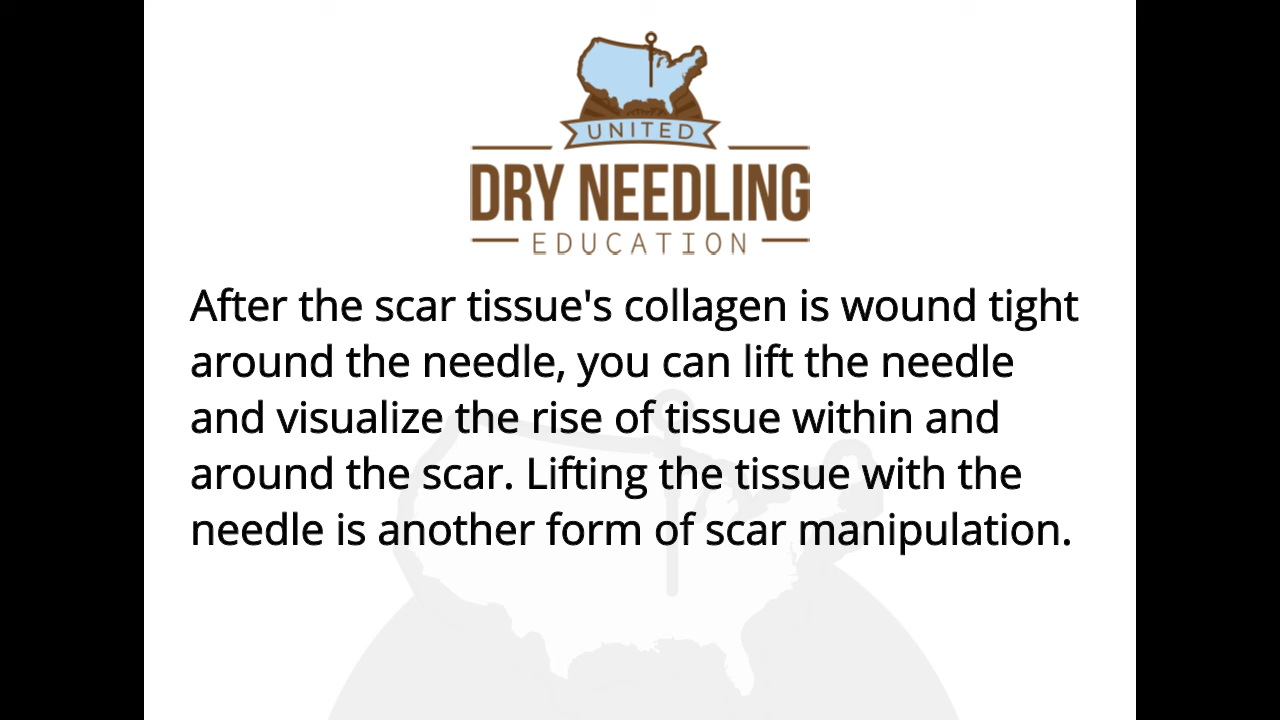 UNITED
DRY NEEDLING
EDUCATION
After the scar tissue's collagen is wound tight
around the needle, you can lift the needle
and visualize the rise of tissue within and
around the scar. Lifting the tissue with the
needle is another form of scar manipulation.